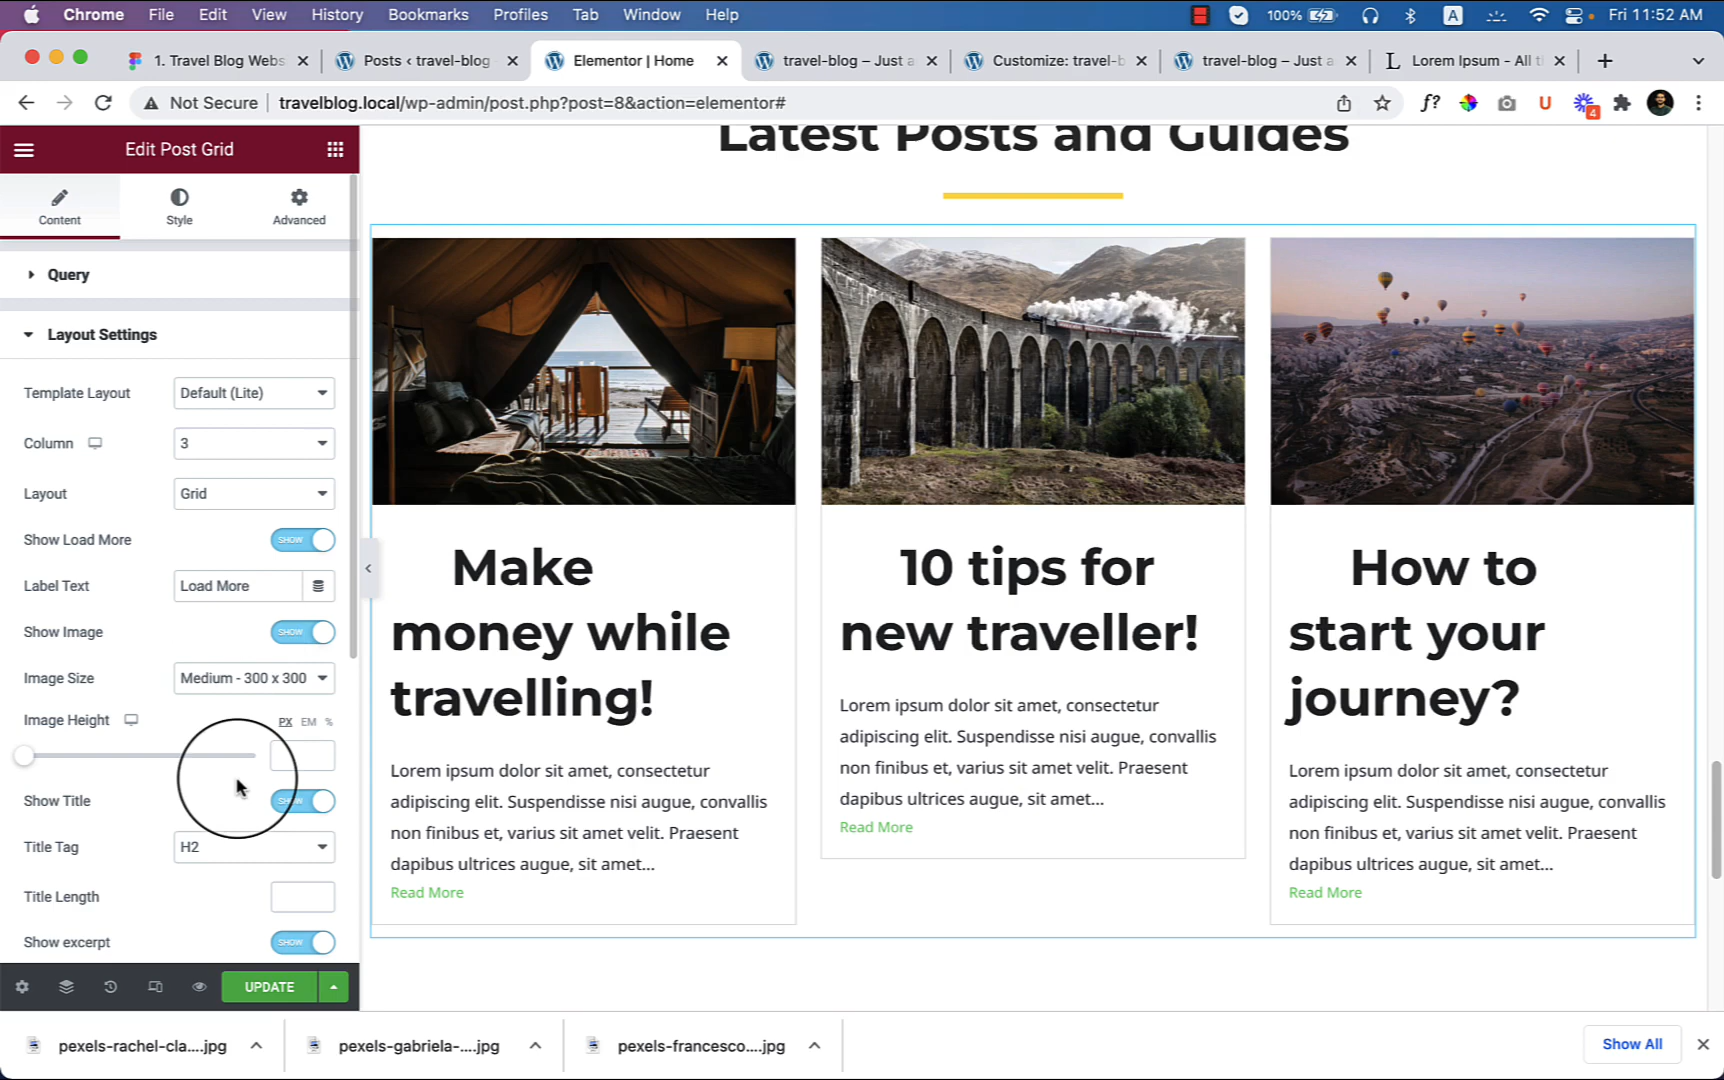 Chrome File Edit View History Bookmarks Profiles Tab Window Help 100% A Fri 11:52 AM
1. Travel Blog Webs Posts ‹ travel-blog Elementor | Home travel-blog – Just a Customize: travel-b travel-blog – Just a L Lorem Ipsum - All t
Not Secure travelblog.local/wp-admin/post.php?post=8&action=elementor# f? U 4
Edit Post Grid
Content Style Advanced
Query
Layout Settings
Template Layout Default (Lite)
Column 3
Layout Grid
Show Load More SHOW
Label Text Load More
Show Image SHOW
Image Size Medium - 300 x 300
Image Height PX EM %
Show Title SHOW
Title Tag H2
Title Length
Show excerpt SHOW
UPDATE
Latest Posts and Guides
Make
money while
travelling!
Lorem ipsum dolor sit amet, consectetur
adipiscing elit. Suspendisse nisi augue, convallis
non finibus et, varius sit amet velit. Praesent
dapibus ultrices augue, sit amet...
Read More
10 tips for
new traveller!
Lorem ipsum dolor sit amet, consectetur
adipiscing elit. Suspendisse nisi augue, convallis
non finibus et, varius sit amet velit. Praesent
dapibus ultrices augue, sit amet...
Read More
How to
start your
journey?
Lorem ipsum dolor sit amet, consectetur
adipiscing elit. Suspendisse nisi augue, convallis
non finibus et, varius sit amet velit. Praesent
dapibus ultrices augue, sit amet...
Read More
pexels-rachel-cla....jpg pexels-gabriela-....jpg pexels-francesco....jpg Show All